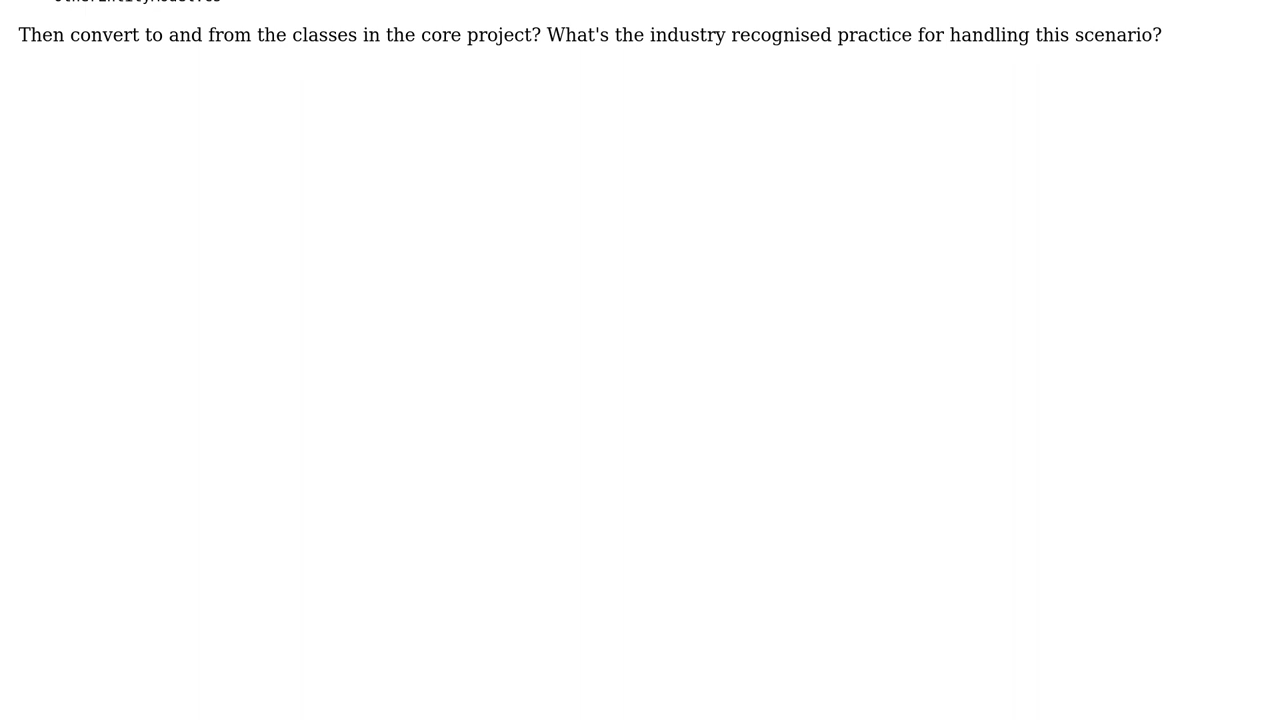 Then convert to and from the classes in the core project? What's the industry recognised practice for handling this scenario?